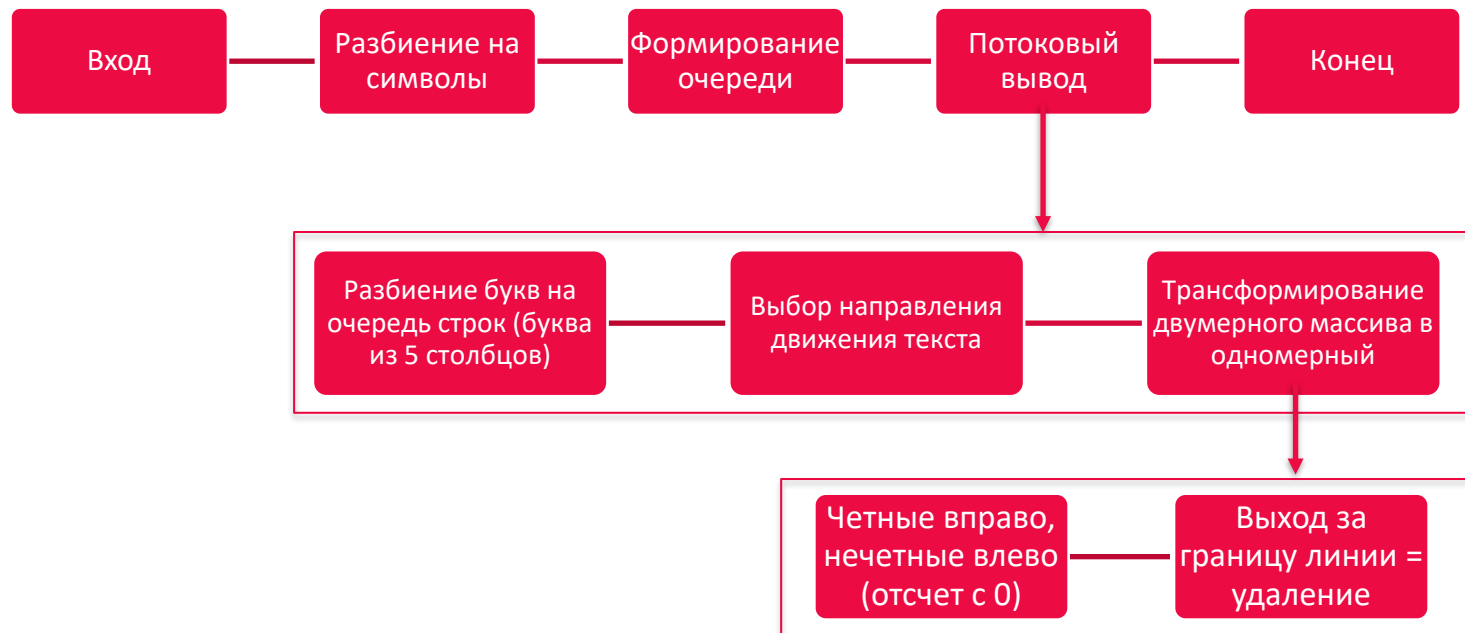 Вход
Разбиение на
символы
Формирование
очереди
Потоковый
вывод
Конец
Разбиение букв на
очередь строк (буква
из 5 столбцов)
Выбор направления
движения текста
Трансформирование
двумерного массива в
одномерный
Четные вправо,
нечетные влево
(отсчет с 0)
Выход за
границу линии =
удаление